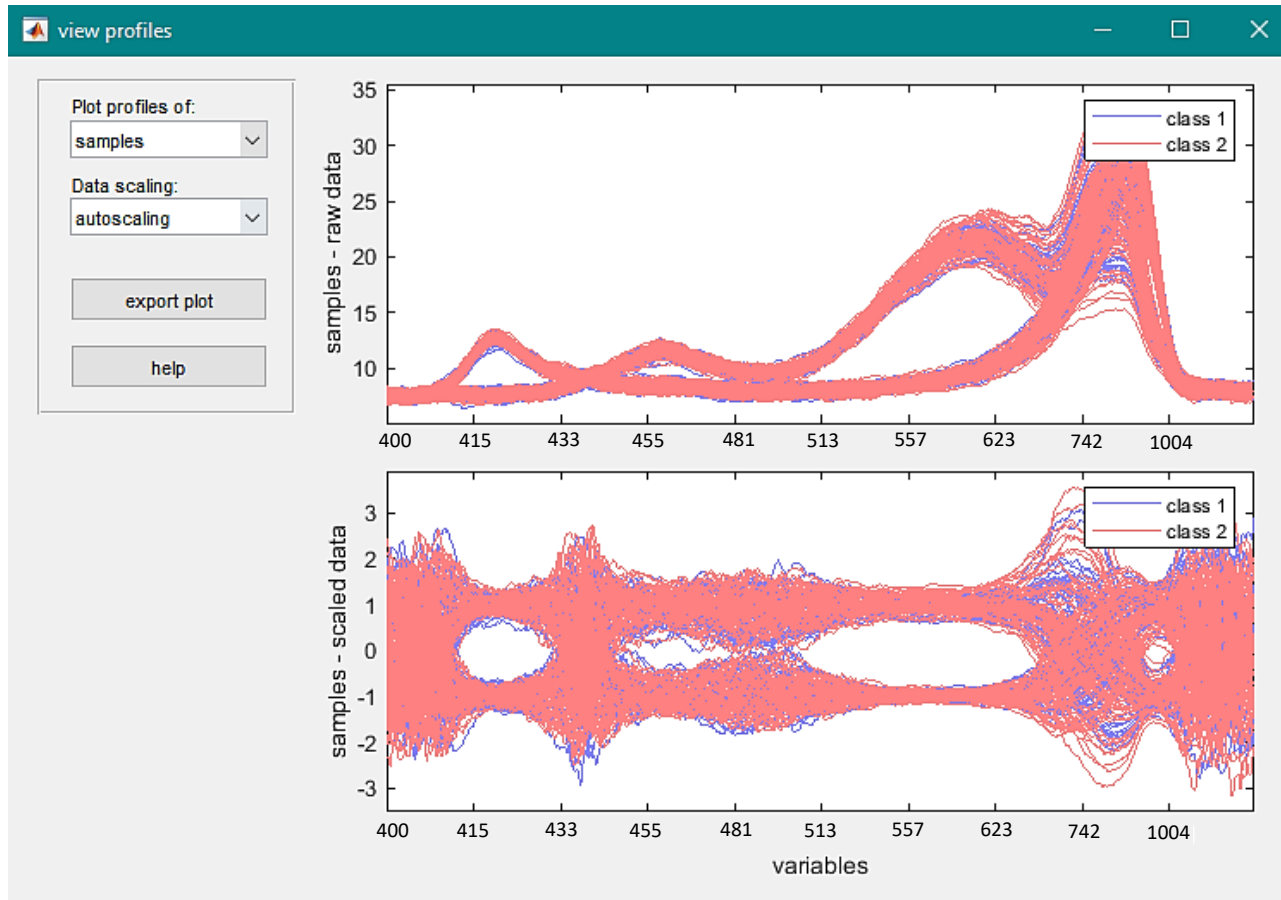 view profiles
Plot profiles of:
samples
Data scaling:
autoscaling
export plot
help
samples - raw data
35
30
25
20
15
10
class 1
class 2
400 415 433 455 481 513 557 623 742 1004
samples - scaled data
3
2
1
0
-1
-2
-3
class 1
class 2
400 415 433 455 481 513 557 623 742 1004
variables